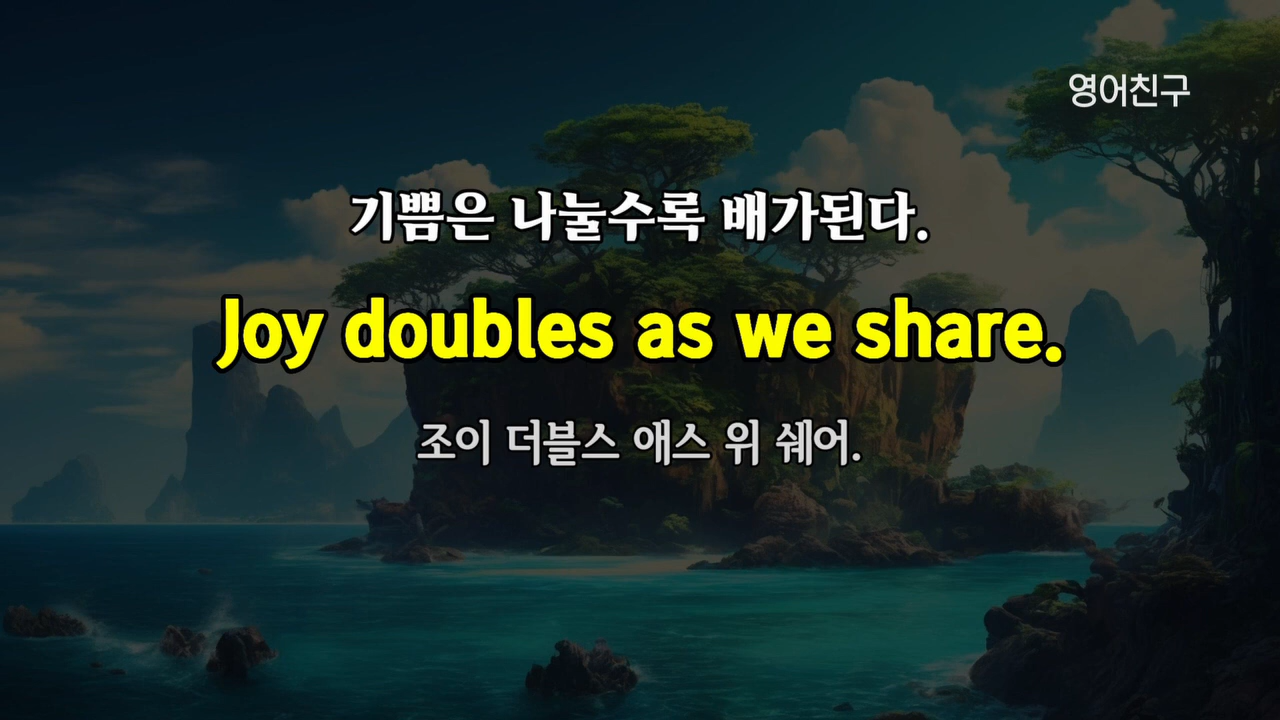 영어친구
기쁨은 나눌수록 배가된다.
Joy doubles as we share.
조이 더블스 애스 위 쉐어.